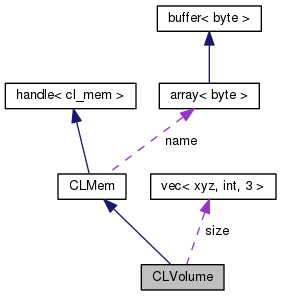 buffer< byte >
handle< cl_mem >
array< byte >
name
CLMem
vec< xyz, int, 3 >
size
CLVolume